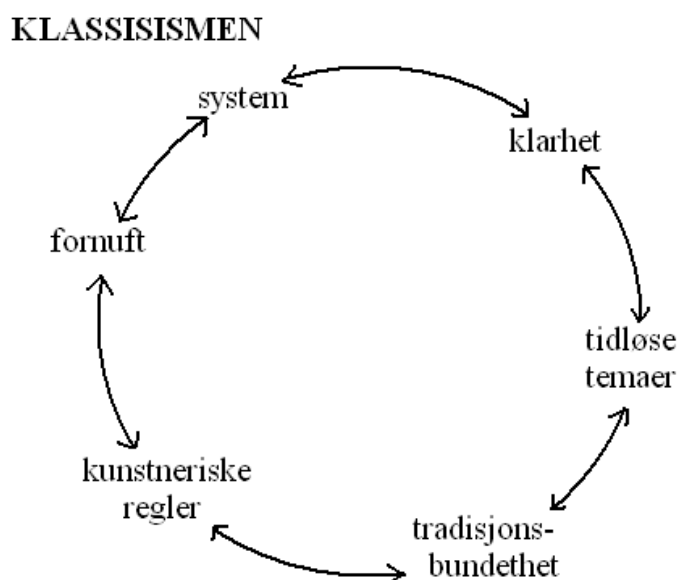 KLASSISISMEN
system
klarhet
fornuft
tidløse
temaer
kunstneriske
regler
tradisjons-
bundethet